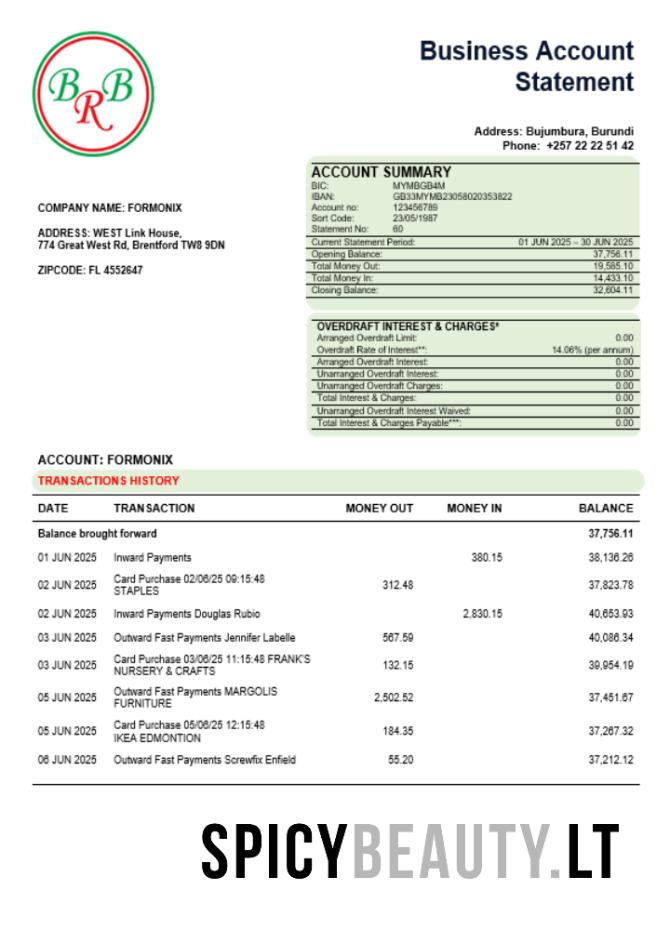 BRB
Business Account
Statement
Address: Bujumbura, Burundi
Phone: +257 22 22 51 42
COMPANY NAME: FORMONIX
ADDRESS: WEST Link House,
774 Great West Rd, Brentford TW8 9DN
ZIPCODE: FL 4552647
ACCOUNT SUMMARY
BIC: MYMBGB4M
IBAN: GB33MYMB23058020353822
Account no: 123456789
Sort Code: 23/05/1987
Statement No: 60
Current Statement Period: 01 JUN 2025 – 30 JUN 2025
Opening Balance: 37,756.11
Total Money Out: 19,585.10
Total Money In: 14,433.10
Closing Balance: 32,604.11
OVERDRAFT INTEREST & CHARGES*
Arranged Overdraft Limit: 0.00
Overdraft Rate of Interest**: 14.06% (per annum)
Arranged Overdraft Interest: 0.00
Unarranged Overdraft Interest: 0.00
Unarranged Overdraft Charges: 0.00
Total Interest & Charges: 0.00
Unarranged Overdraft Interest Waived: 0.00
Total Interest & Charges Payable***: 0.00
ACCOUNT: FORMONIX
TRANSACTIONS HISTORY
DATE TRANSACTION MONEY OUT MONEY IN BALANCE
Balance brought forward 37,756.11
01 JUN 2025 Inward Payments 380.15 38,136.26
02 JUN 2025 Card Purchase 02/06/25 09:15:48
STAPLES 312.48 37,823.78
02 JUN 2025 Inward Payments Douglas Rubio 2,830.15 40,653.93
03 JUN 2025 Outward Fast Payments Jennifer Labelle 567.59 40,086.34
03 JUN 2025 Card Purchase 03/06/25 11:15:48 FRANK'S
NURSERY & CRAFTS 132.15 39,954.19
05 JUN 2025 Outward Fast Payments MARGOLIS
FURNITURE 2,502.52 37,451.67
05 JUN 2025 Card Purchase 05/06/25 12:15:48
IKEA EDMONTION 184.35 37,267.32
06 JUN 2025 Outward Fast Payments Screwfix Enfield 55.20 37,212.12
SPICYBEAUTY.LT